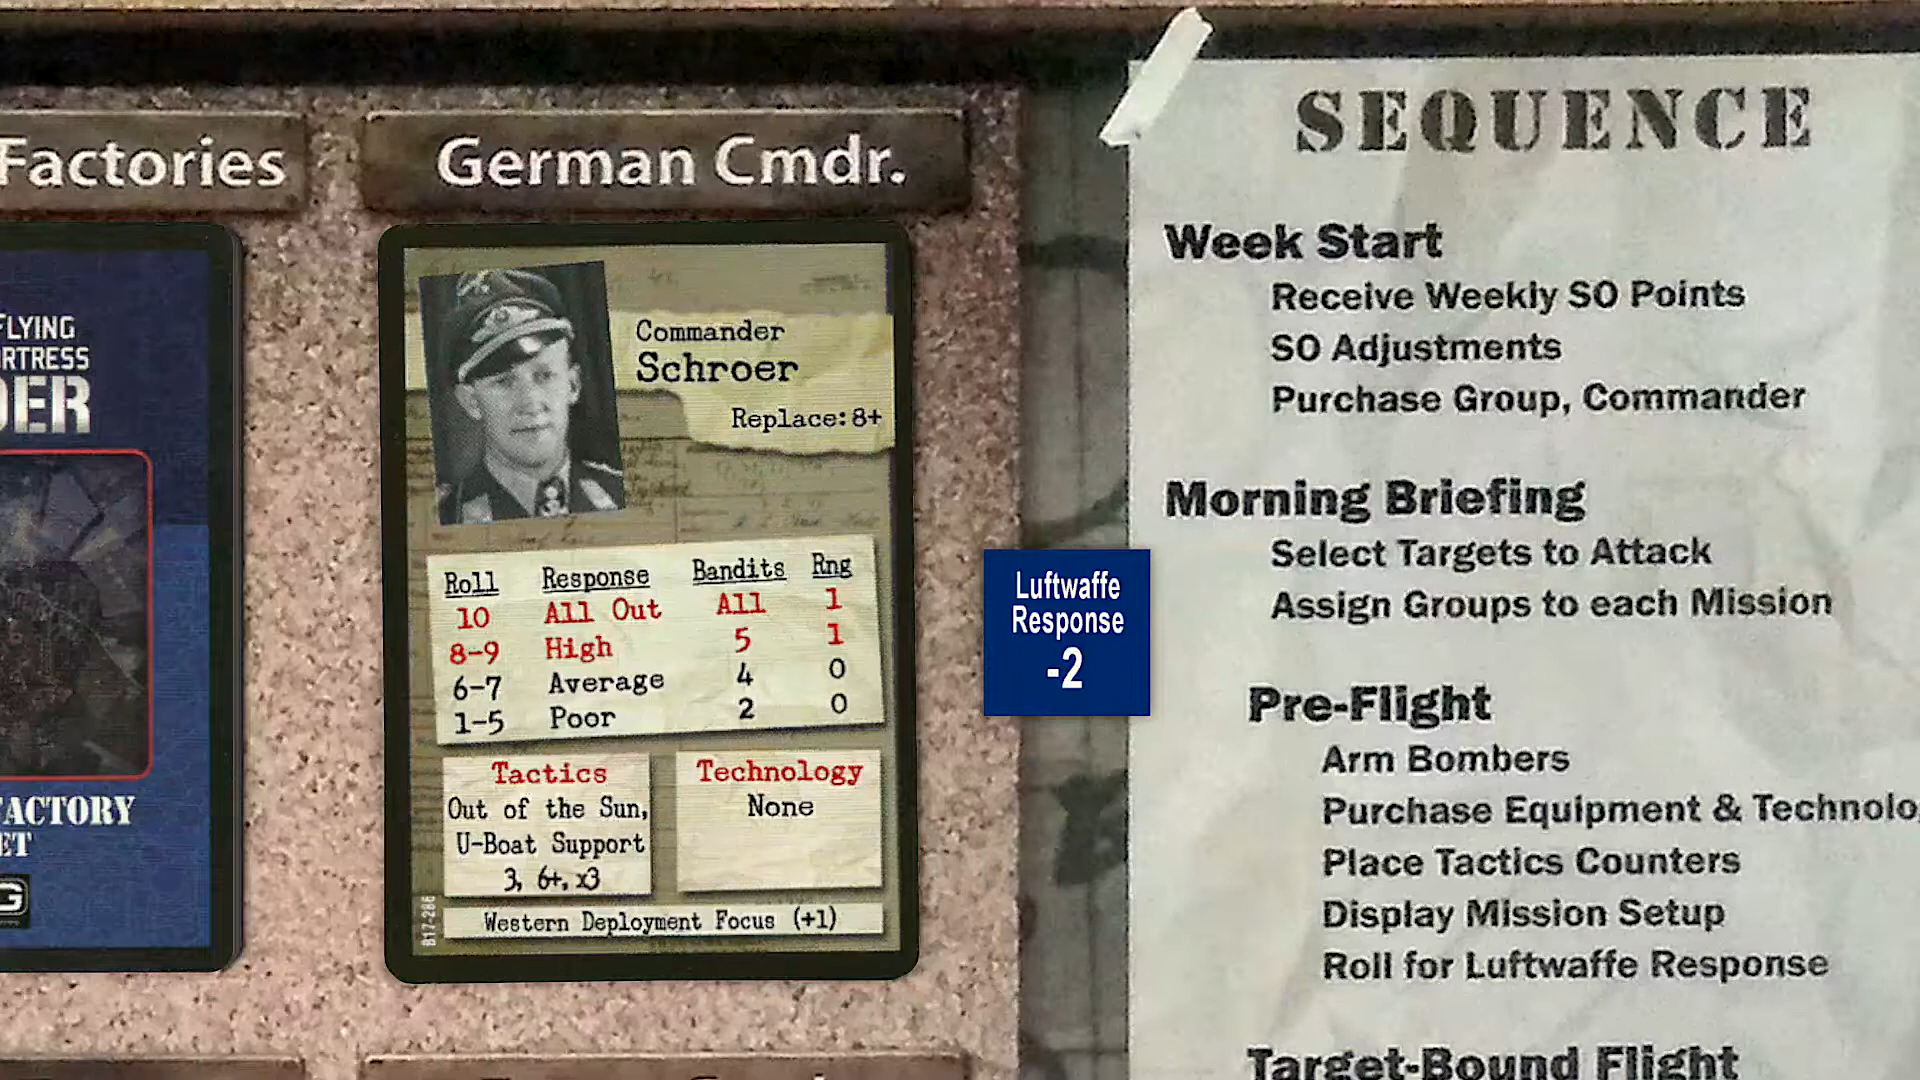 Factories
German Cmdr.
FLYING
RTRESS
DER
ACTORY
ET
G
Commander
Schroer
Replace: 8+
Roll Response Bandits Rng
10 All Out All 1
8-9 High 5 1
6-7 Average 4 0
1-5 Poor 2 0
Tactics
Out of the Sun,
U-Boat Support
3, 6+, x3
Technology
None
Western Deployment Focus (+1)
B17-286
Luftwaffe
Response
-2
SEQUENCE
Week Start
Receive Weekly SO Points
SO Adjustments
Purchase Group, Commander
Morning Briefing
Select Targets to Attack
Assign Groups to each Mission
Pre-Flight
Arm Bombers
Purchase Equipment & Technolo
Place Tactics Counters
Display Mission Setup
Roll for Luftwaffe Response
Target-Bound Flight